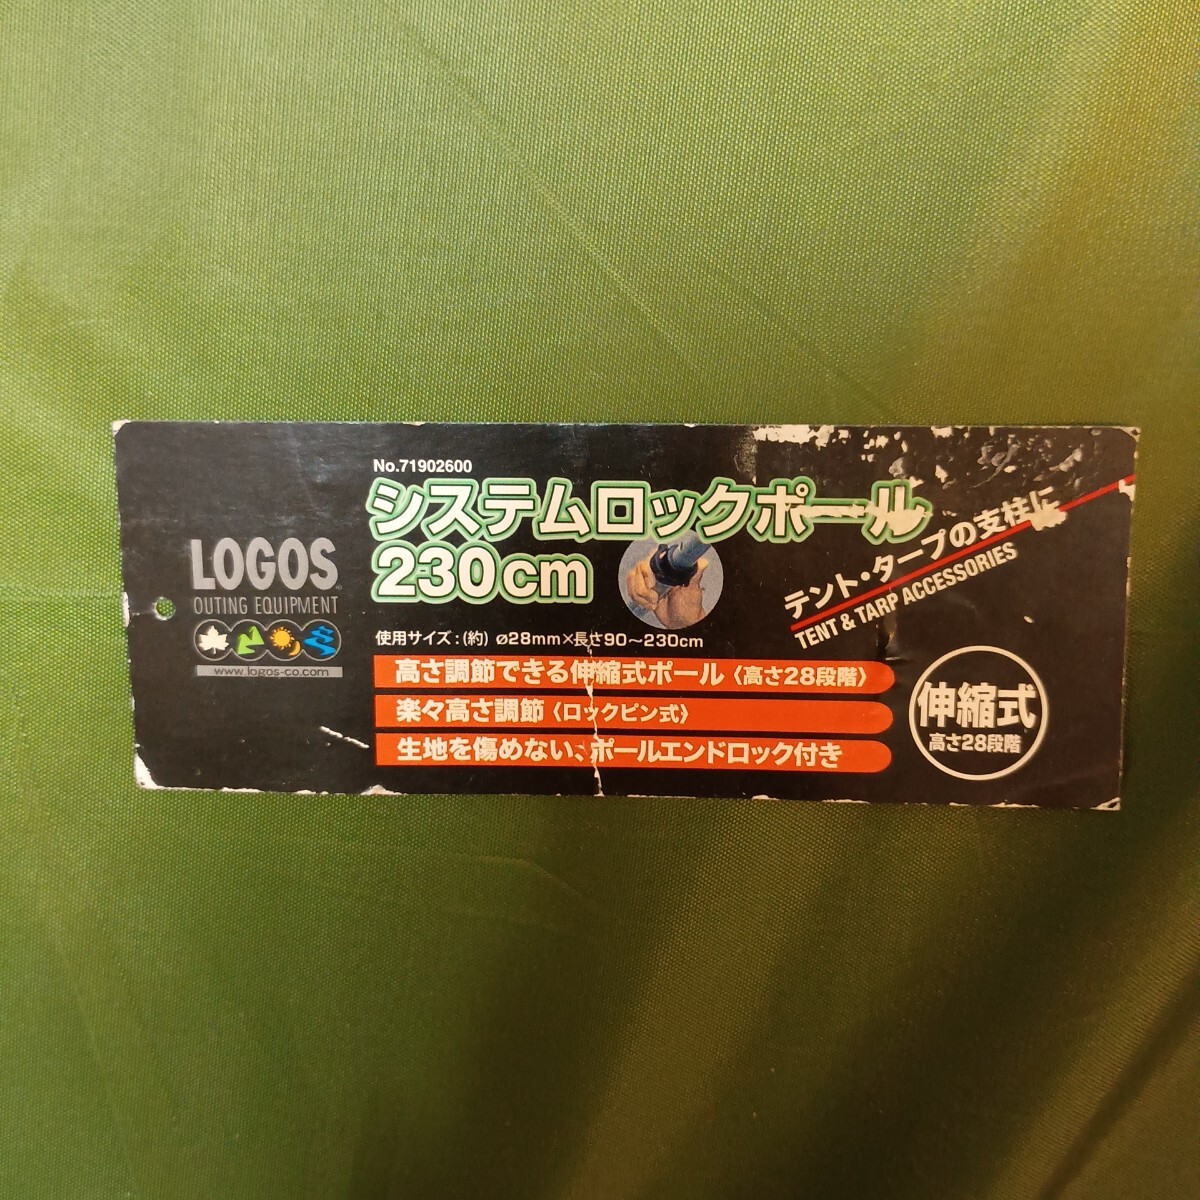 No.71902600
システムロックポール
230cm
LOGOS
OUTING EQUIPMENT
www.logos-co.com
使用サイズ:(約) ø28mm×長さ90～230cm
高さ調節できる伸縮式ポール〈高さ28段階〉
楽々高さ調節〈ロックピン式〉
生地を傷めない、ポールエンドロック付き
テント・タープの支柱に
TENT & TARP ACCESSORIES
伸縮式
高さ28段階